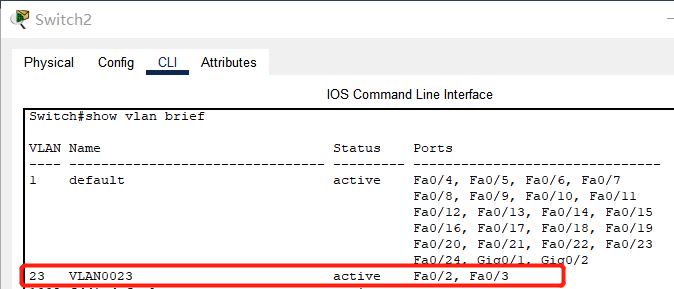 Switch2
Physical Config CLI Attributes
IOS Command Line Interface
Switch#show vlan brief
VLAN Name Status Ports
---- -------------------------------- --------- -------------------------------
1 default active Fa0/4, Fa0/5, Fa0/6, Fa0/7
Fa0/8, Fa0/9, Fa0/10, Fa0/11
Fa0/12, Fa0/13, Fa0/14, Fa0/15
Fa0/16, Fa0/17, Fa0/18, Fa0/19
Fa0/20, Fa0/21, Fa0/22, Fa0/23
Fa0/24, Gig0/1, Gig0/2
23 VLAN0023 active Fa0/2, Fa0/3